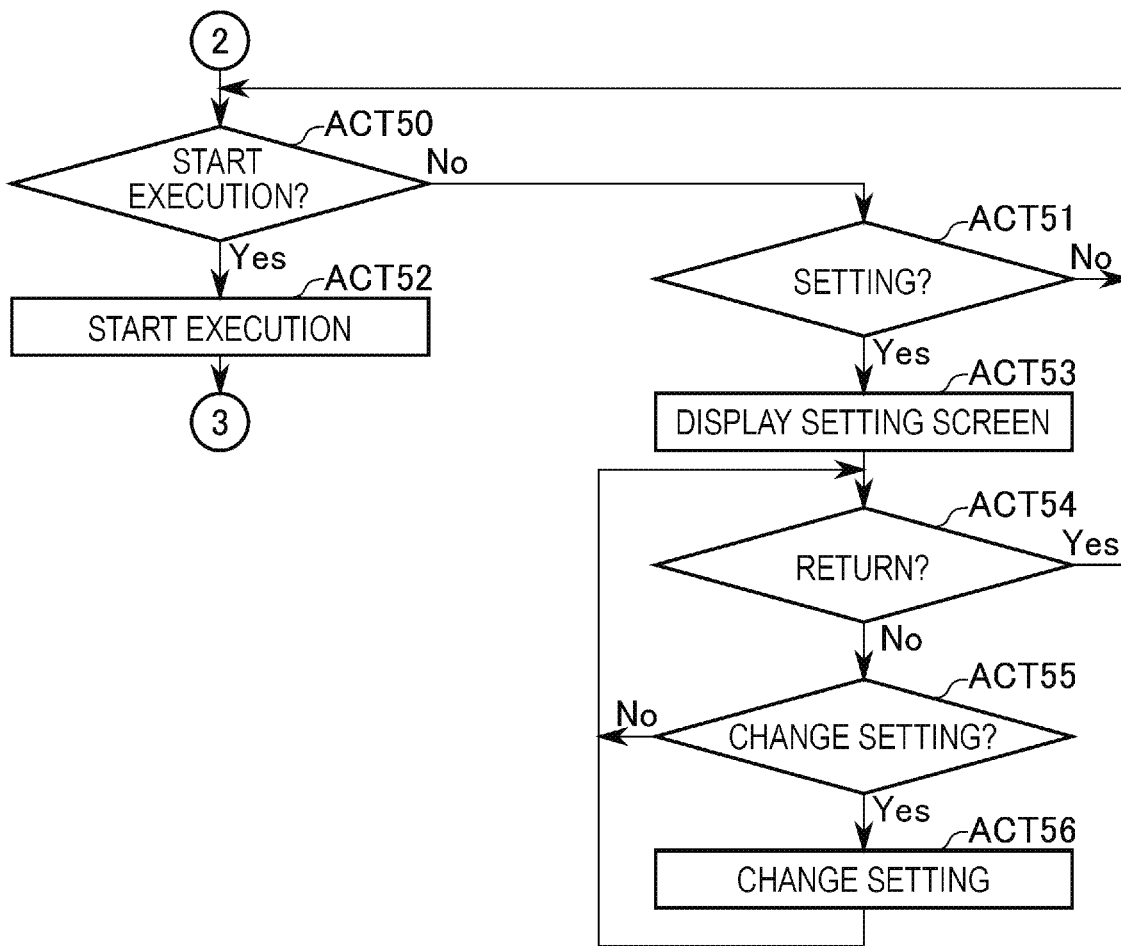 2
ACT50
START
EXECUTION?
No
Yes
ACT51
SETTING?
No
Yes
ACT52
START EXECUTION
3
ACT53
DISPLAY SETTING SCREEN
ACT54
RETURN?
Yes
No
ACT55
CHANGE SETTING?
No
Yes
ACT56
CHANGE SETTING